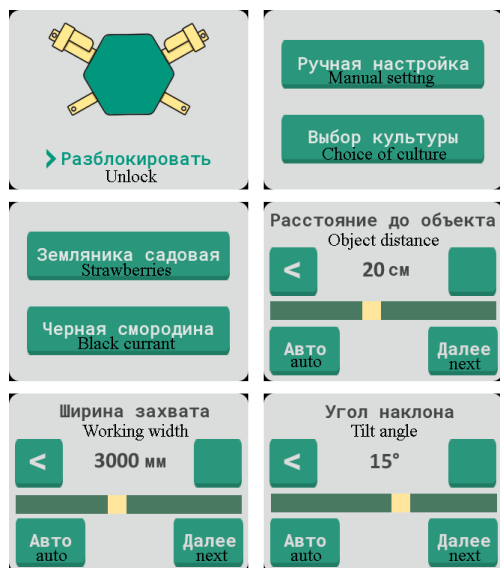 > Разблокировать
Unlock
Ручная настройка
Manual setting
Выбор культуры
Choice of culture
Земляника садовая
Strawberries
Черная смородина
Black currant
Расстояние до объекта
Object distance
< 20 см
Авто Далее
auto next
Ширина захвата
Working width
< 3000 мм
Авто Далее
auto next
Угол наклона
Tilt angle
< 15°
Авто Далее
auto next